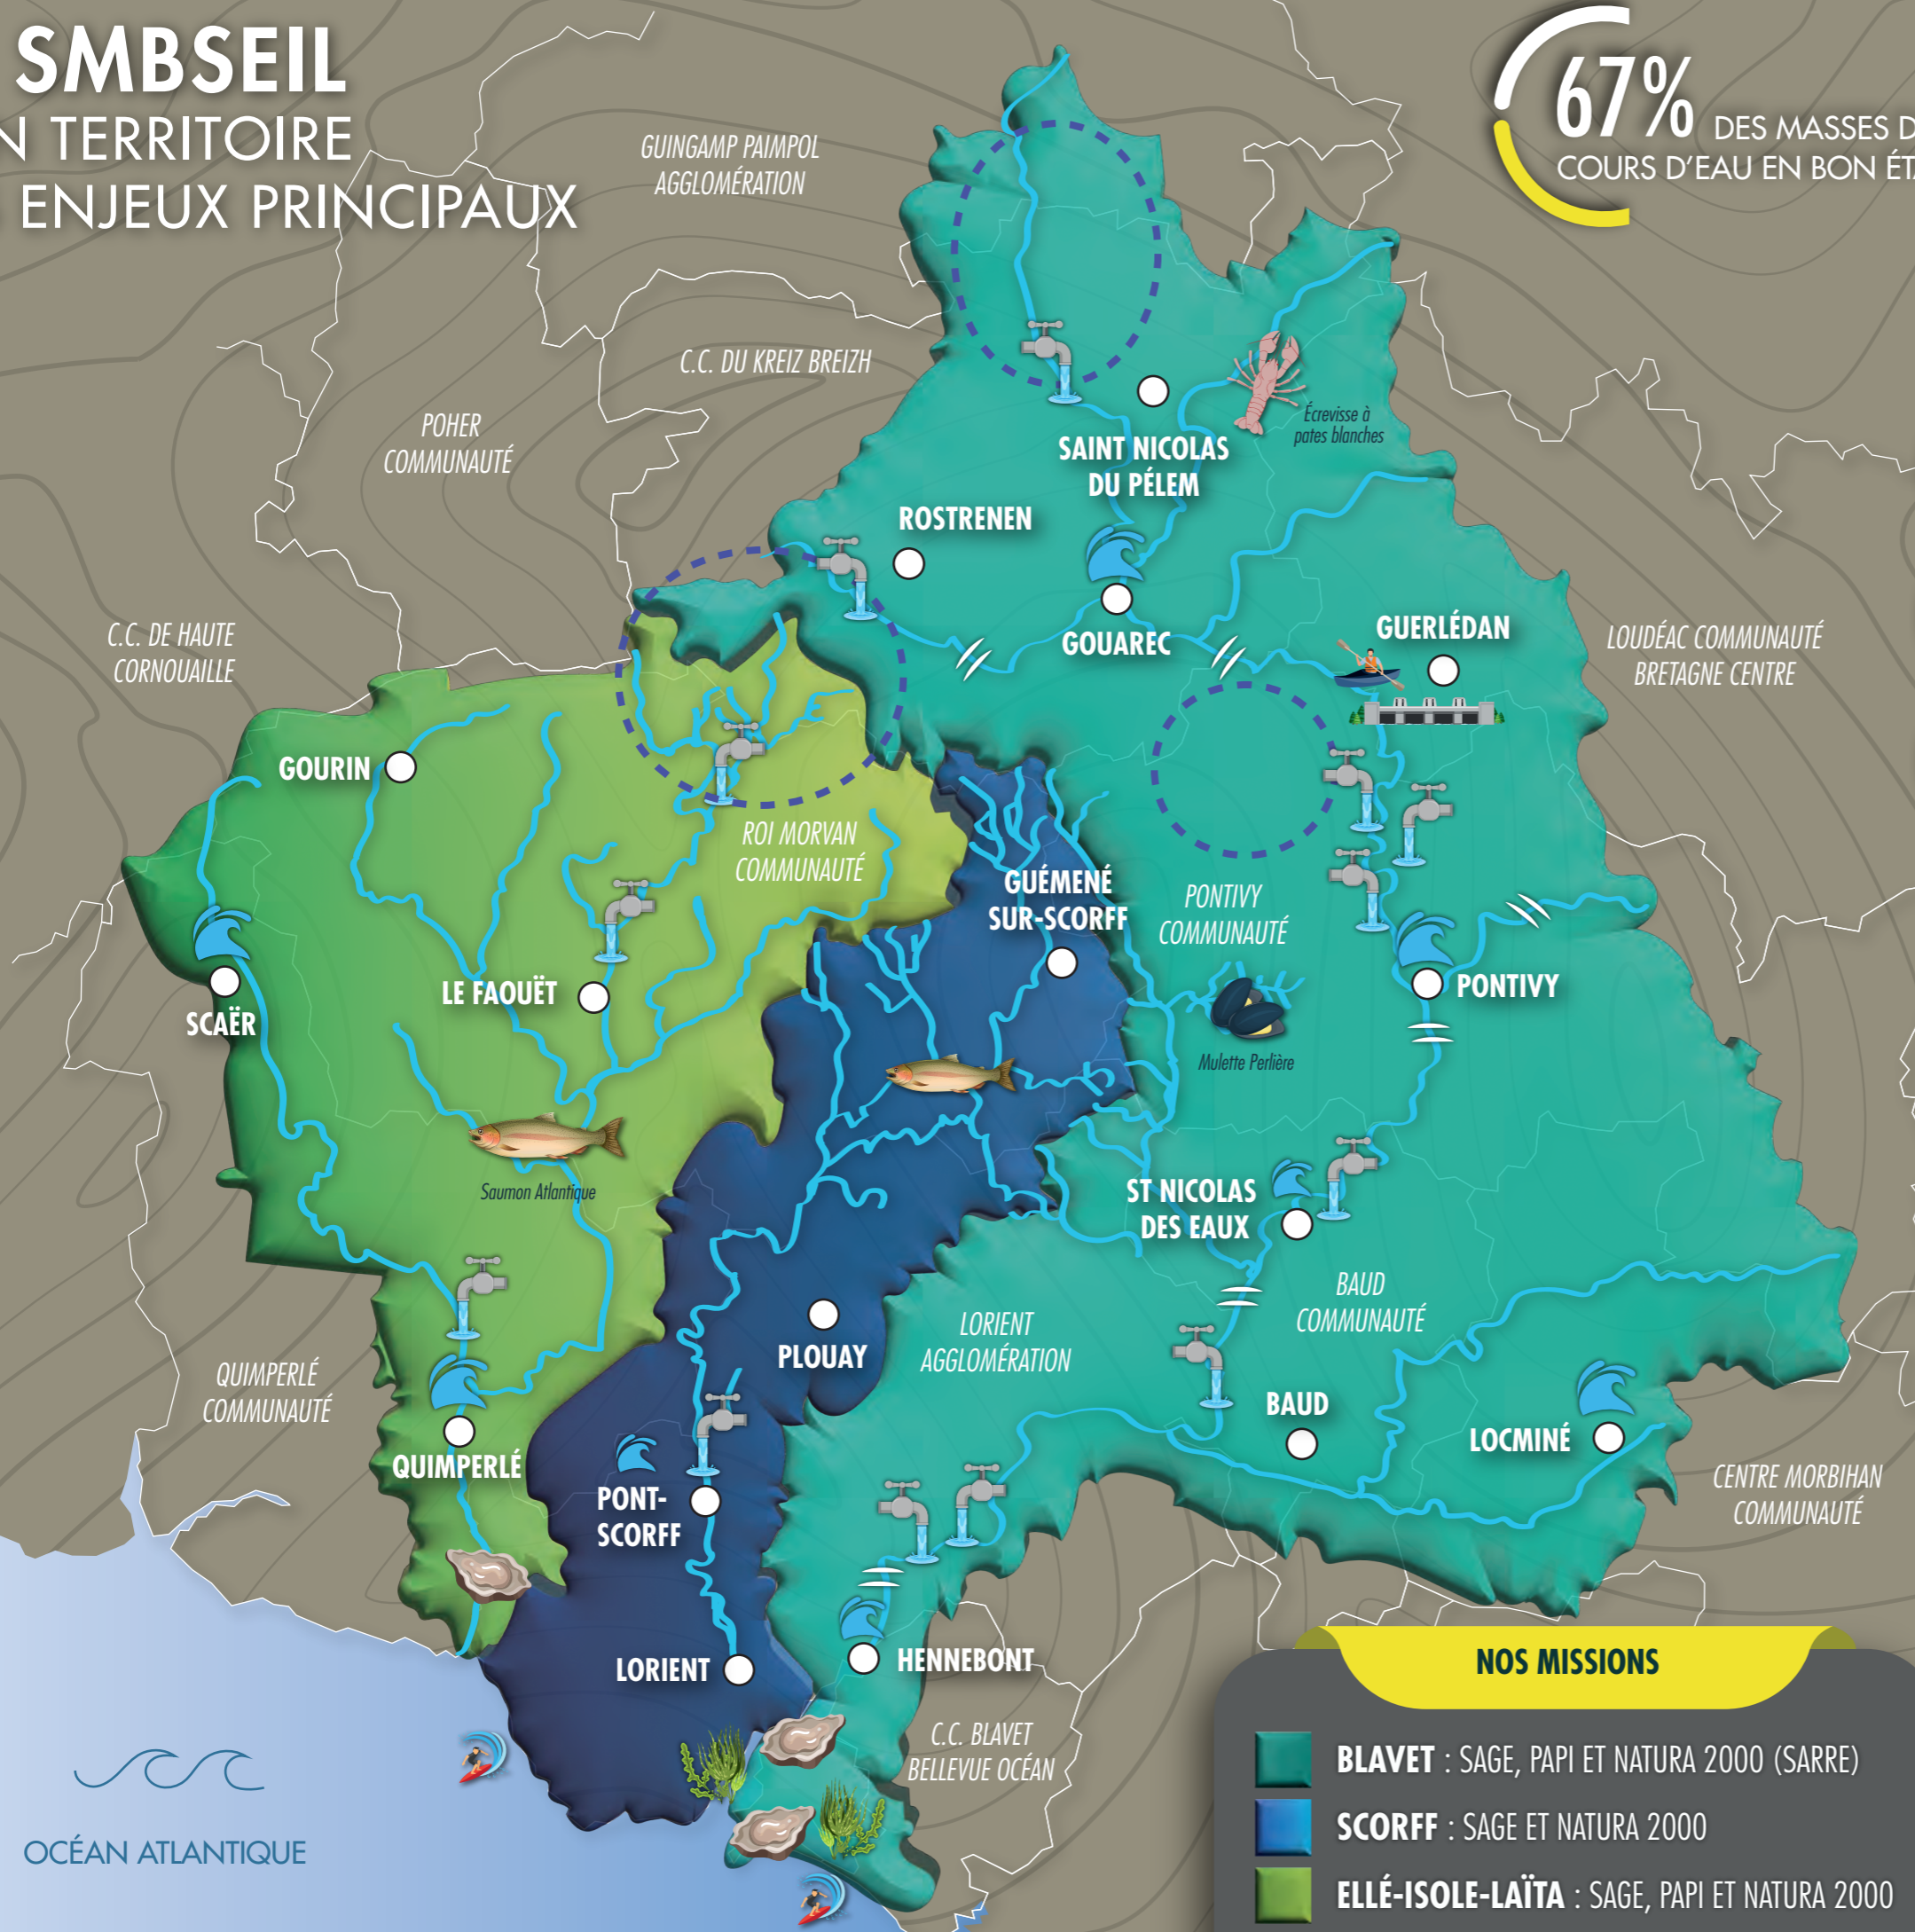 SMBSEIL
N TERRITOIRE
ENJEUX PRINCIPAUX
67% DES MASSES D
COURS D'EAU EN BON ÉTA
GUINGAMP PAIMPOL
AGGLOMÉRATION
C.C. DU KREIZ BREIZH
POHER
COMMUNAUTÉ
Écrevisse à
pates blanches
SAINT NICOLAS
DU PÉLEM
ROSTRENEN
GOUAREC
GUERLÉDAN
C.C. DE HAUTE
CORNOUAILLE
LOUDÉAC COMMUNAUTÉ
BRETAGNE CENTRE
GOURIN
ROI MORVAN
COMMUNAUTÉ
GUÉMENÉ
SUR-SCORFF
PONTIVY
COMMUNAUTÉ
LE FAOUËT
PONTIVY
SCAËR
Mulette Perlière
Saumon Atlantique
ST NICOLAS
DES EAUX
BAUD
COMMUNAUTÉ
LORIENT
AGGLOMÉRATION
PLOUAY
QUIMPERLÉ
COMMUNAUTÉ
BAUD
LOCMINÉ
QUIMPERLÉ
PONT-
SCORFF
CENTRE MORBIHAN
COMMUNAUTÉ
LORIENT
HENNEBONT
C.C. BLAVET
BELLEVUE OCÉAN
OCÉAN ATLANTIQUE
NOS MISSIONS
BLAVET : SAGE, PAPI ET NATURA 2000 (SARRE)
SCORFF : SAGE ET NATURA 2000
ELLÉ-ISOLE-LAÏTA : SAGE, PAPI ET NATURA 2000